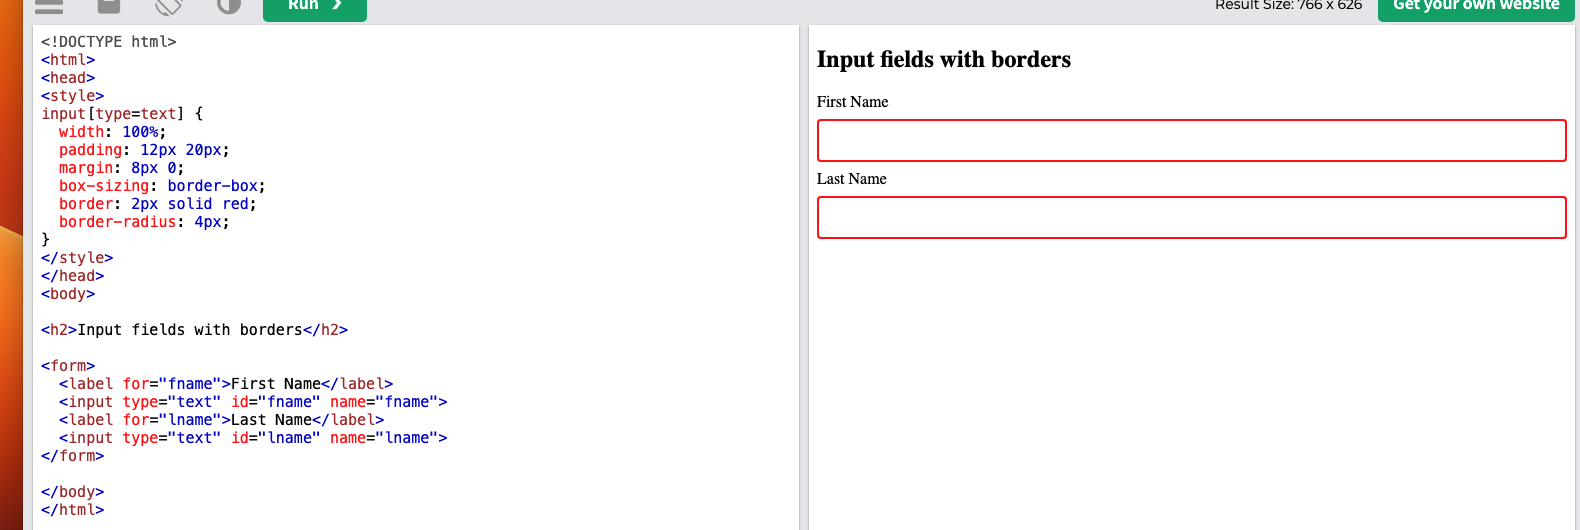 Run ❯
Result Size: 766 x 626
Get your own website
<!DOCTYPE html>
<html>
<head>
<style>
input[type=text] {
  width: 100%;
  padding: 12px 20px;
  margin: 8px 0;
  box-sizing: border-box;
  border: 2px solid red;
  border-radius: 4px;
}
</style>
</head>
<body>

<h2>Input fields with borders</h2>

<form>
  <label for="fname">First Name</label>
  <input type="text" id="fname" name="fname">
  <label for="lname">Last Name</label>
  <input type="text" id="lname" name="lname">
</form>

</body>
</html>
Input fields with borders
First Name
Last Name